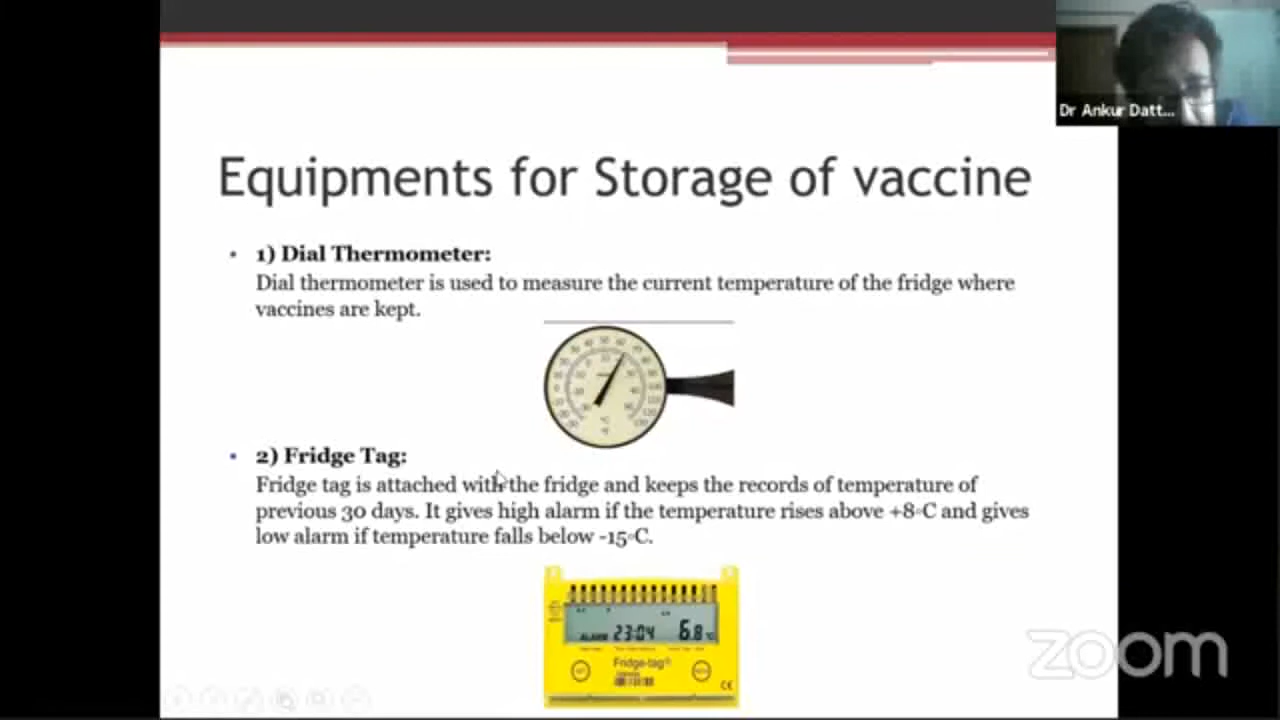 Dr Ankur Datt...
Equipments for Storage of vaccine
• 1) Dial Thermometer:
Dial thermometer is used to measure the current temperature of the fridge where
vaccines are kept.
• 2) Fridge Tag:
Fridge tag is attached with the fridge and keeps the records of temperature of
previous 30 days. It gives high alarm if the temperature rises above +8◦C and gives
low alarm if temperature falls below -15◦C.
ALARM 23:04 6.8 °C
Fridge-tag®
CE
zoom